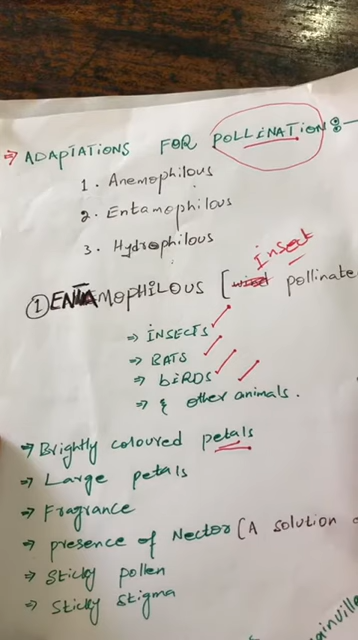 ⇒ ADAPTATIONS FOR POLLINATION :—
1. Anemophilous
2. Entamophilous
3. Hydrophilous
insect
① ENTAMOPHILOUS [ pollinate
⇒ iNSECTS
⇒ BATS
⇒ biRDS
⇒ & other animals.
⇒ Brightly coloured petals
⇒ Large petals
⇒ Fragrance
⇒ presence of Nector (A solution
⇒ Sticky pollen
⇒ Sticky stigma